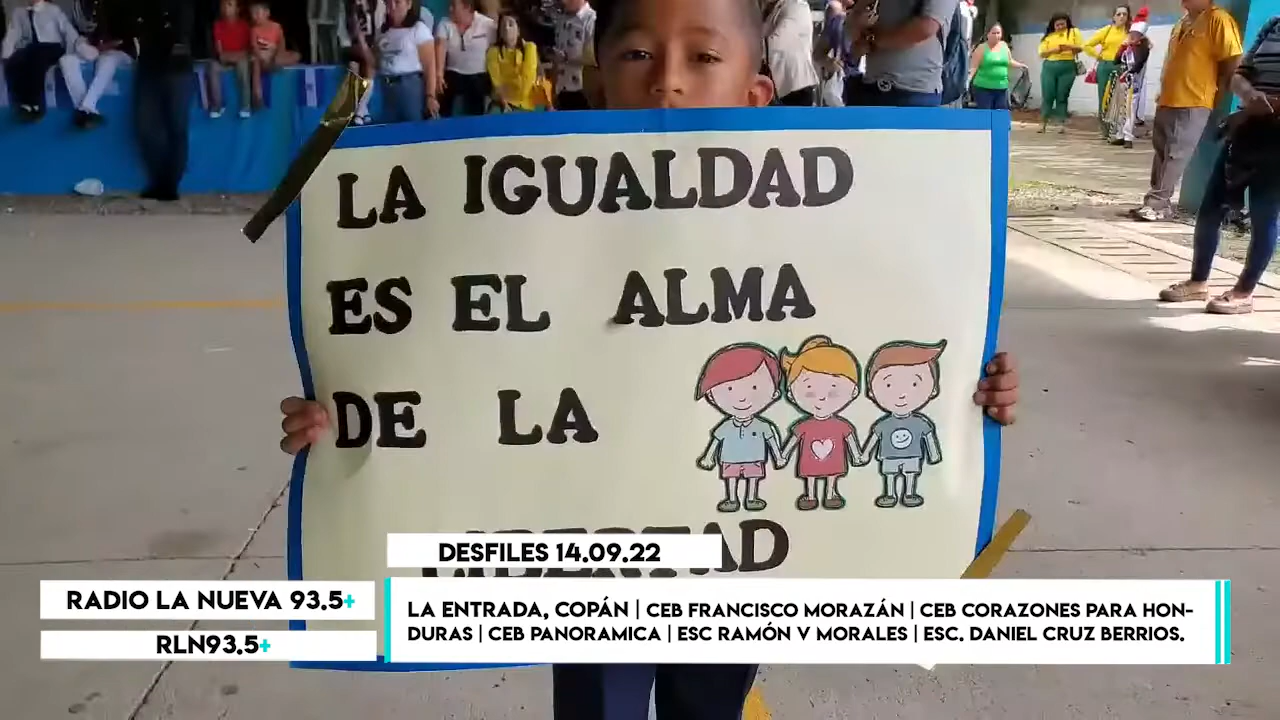 LA IGUALDAD
ES EL ALMA
DE LA
LIBERTAD
DESFILES 14.09.22
RADIO LA NUEVA 93.5+
RLN93.5+
LA ENTRADA, COPÁN | CEB FRANCISCO MORAZÁN | CEB CORAZONES PARA HON-
DURAS | CEB PANORAMICA | ESC RAMÓN V MORALES | ESC. DANIEL CRUZ BERRIOS.